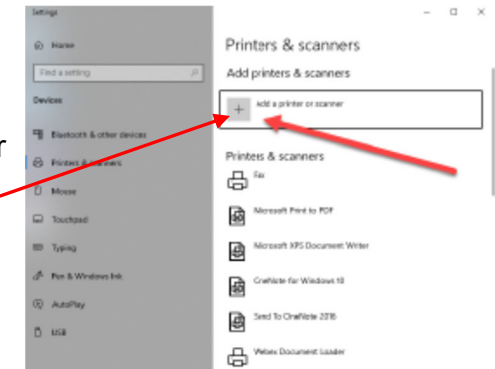 Settings
Home
Find a setting
Devices
Bluetooth & other devices
Printers & scanners
Mouse
Touchpad
Typing
Pen & Windows Ink
AutoPlay
USB
r
Printers & scanners
Add printers & scanners
Add a printer or scanner
Printers & scanners
Fax
Microsoft Print to PDF
Microsoft XPS Document Writer
OneNote for Windows 10
Send To OneNote 2016
Webex Document Loader